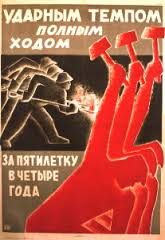 УДАРНЫМ ТЕМПОМ
ПОЛНЫМ
ХОДОМ
ЗА ПЯТИЛЕТКУ
В ЧЕТЫРЕ
ГОДА